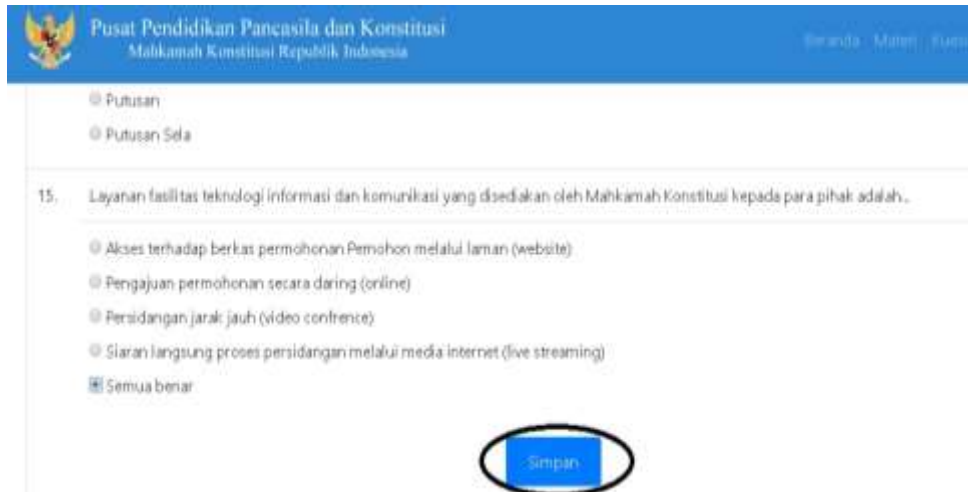 Pusat Pendidikan Pancasila dan Konstitusi
Mahkamah Konstitusi Republik Indonesia
Beranda Materi
Putusan
Putusan Sela
15. Layanan fasilitas teknologi informasi dan komunikasi yang disediakan oleh Mahkamah Konstitusi kepada para pihak adalah..
Akses terhadap berkas permohonan Pemohon melalui laman (website)
Pengajuan permohonan secara daring (online)
Persidangan jarak jauh (video confrence)
Siaran langsung proses persidangan melalui media internet (live streaming)
Semua benar
Simpan